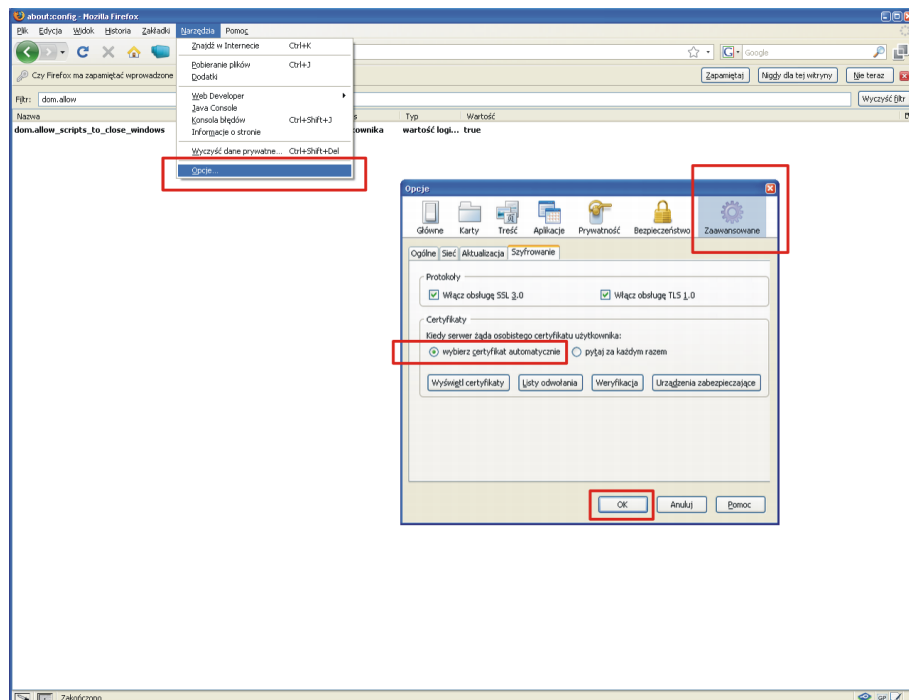 about:config - Mozilla Firefox
Plik Edycja Widok Historia Zakładki Narzędzia Pomoc
Znajdź w Internecie Ctrl+K
Pobieranie plików Ctrl+J
Dodatki
Web Developer
Java Console
Konsola błędów Ctrl+Shift+J
Informacje o stronie
Wyczyść dane prywatne... Ctrl+Shift+Del
Opcje...
G Google
Czy Firefox ma zapamiętać wprowadzone
Zapamiętaj Nigdy dla tej witryny Nie teraz
Filtr: dom.allow Wyczyść filtr
Nazwa s Typ Wartość
dom.allow_scripts_to_close_windows kownika wartość logi... true
Opcje
Główne Karty Treść Aplikacje Prywatność Bezpieczeństwo Zaawansowane
Ogólne Sieć Aktualizacja Szyfrowanie
Protokoły
Włącz obsługę SSL 3.0 Włącz obsługę TLS 1.0
Certyfikaty
Kiedy serwer żąda osobistego certyfikatu użytkownika:
wybierz certyfikat automatycznie pytaj za każdym razem
Wyświetl certyfikaty Listy odwołania Weryfikacja Urządzenia zabezpieczające
OK Anuluj Pomoc
Zakończono